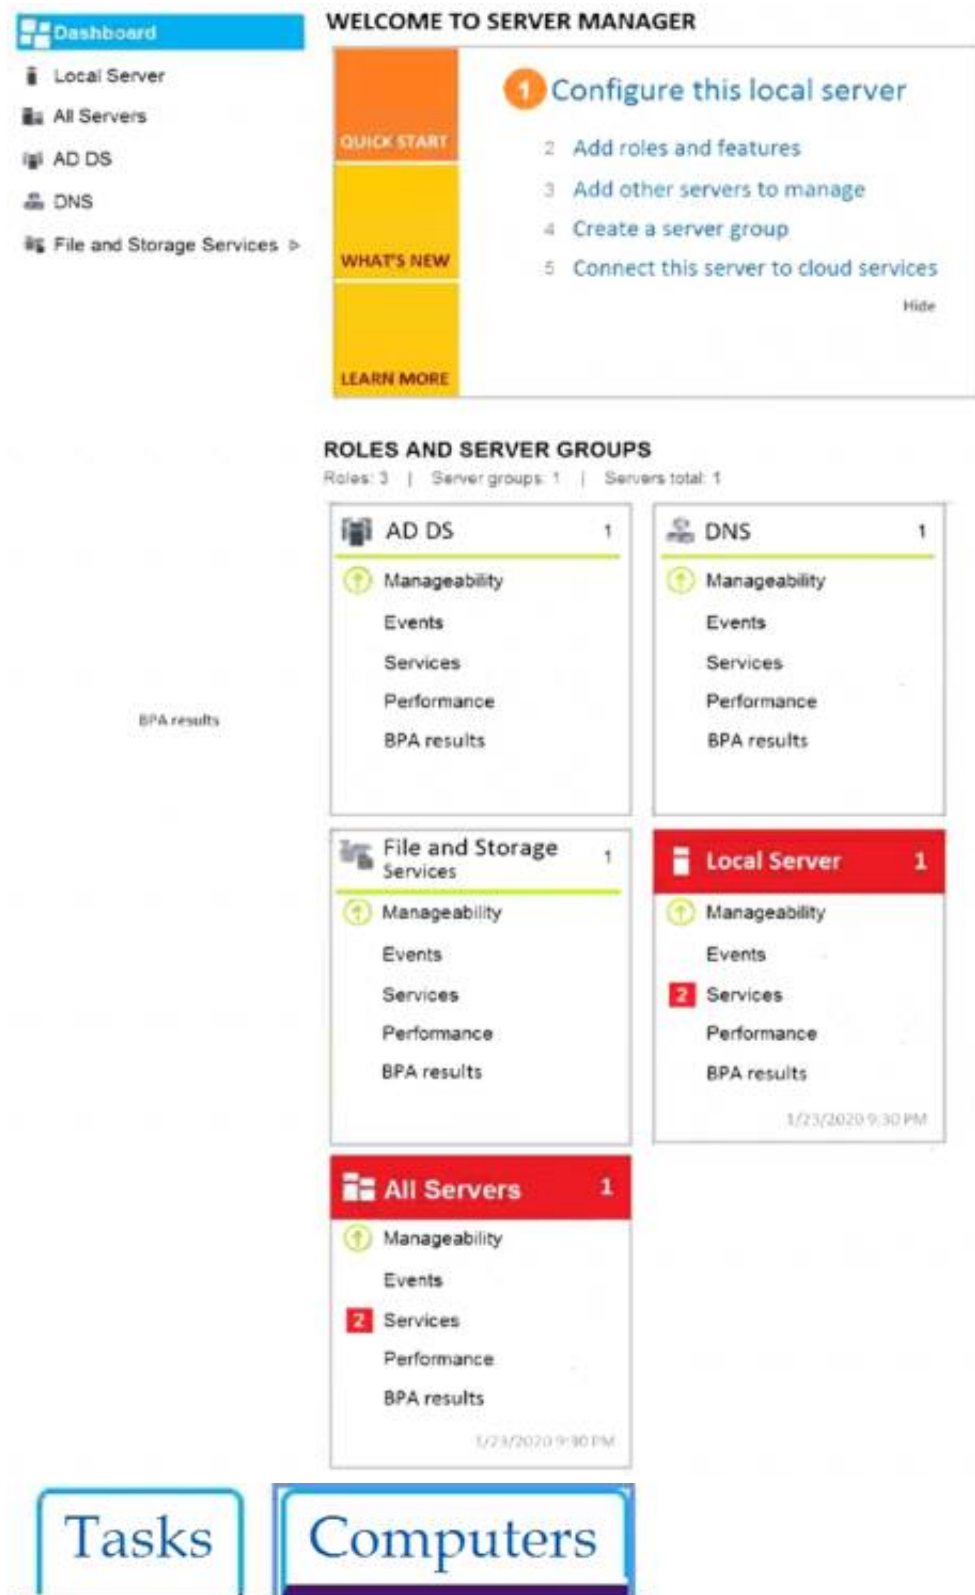 Dashboard
Local Server
All Servers
AD DS
DNS
File and Storage Services
WELCOME TO SERVER MANAGER
QUICK START
WHAT'S NEW
LEARN MORE
1 Configure this local server
2 Add roles and features
3 Add other servers to manage
4 Create a server group
5 Connect this server to cloud services
Hide
BPA results
ROLES AND SERVER GROUPS
Roles: 3 | Server groups: 1 | Servers total: 1
AD DS 1
Manageability
Events
Services
Performance
BPA results
DNS 1
Manageability
Events
Services
Performance
BPA results
File and Storage 1
Services
Manageability
Events
Services
Performance
BPA results
Local Server 1
Manageability
Events
2 Services
Performance
BPA results
1/23/2020 9:30 PM
All Servers 1
Manageability
Events
2 Services
Performance
BPA results
1/23/2020 9:30 PM
Tasks
Computers